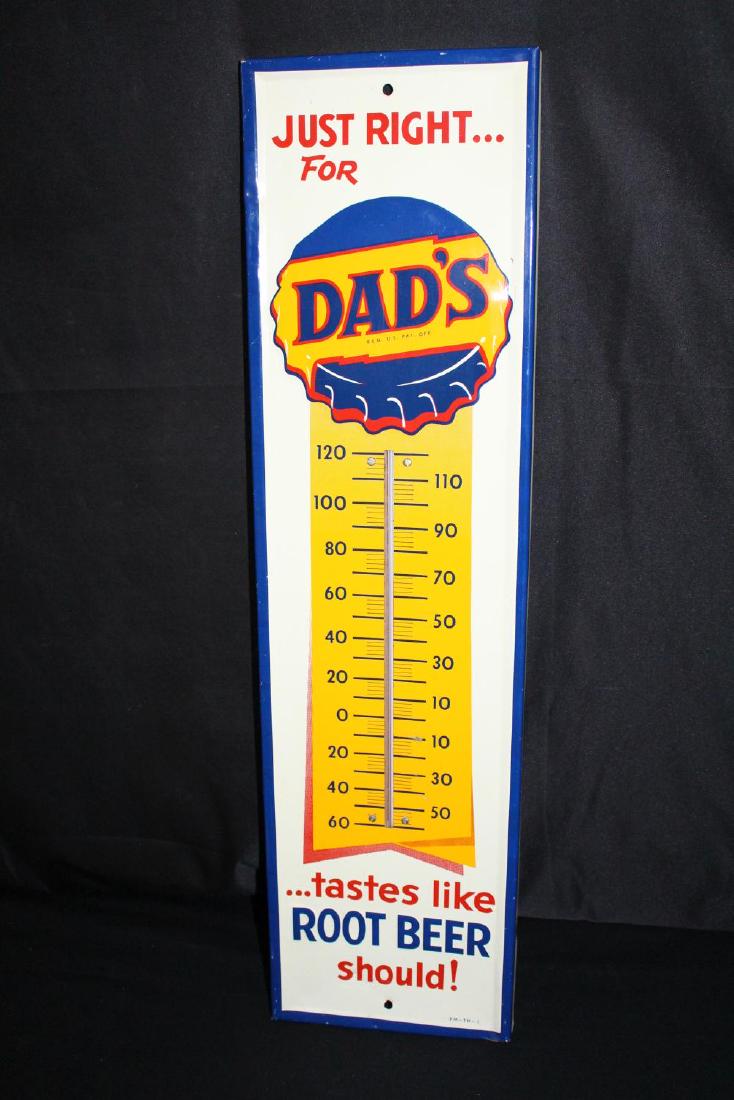 JUST RIGHT...
FOR
DAD'S
REG. U.S. PAT. OFF.
120
110
100
90
80
70
60
50
40
30
20
10
0
10
20
30
40
50
60
...tastes like
ROOT BEER
should!